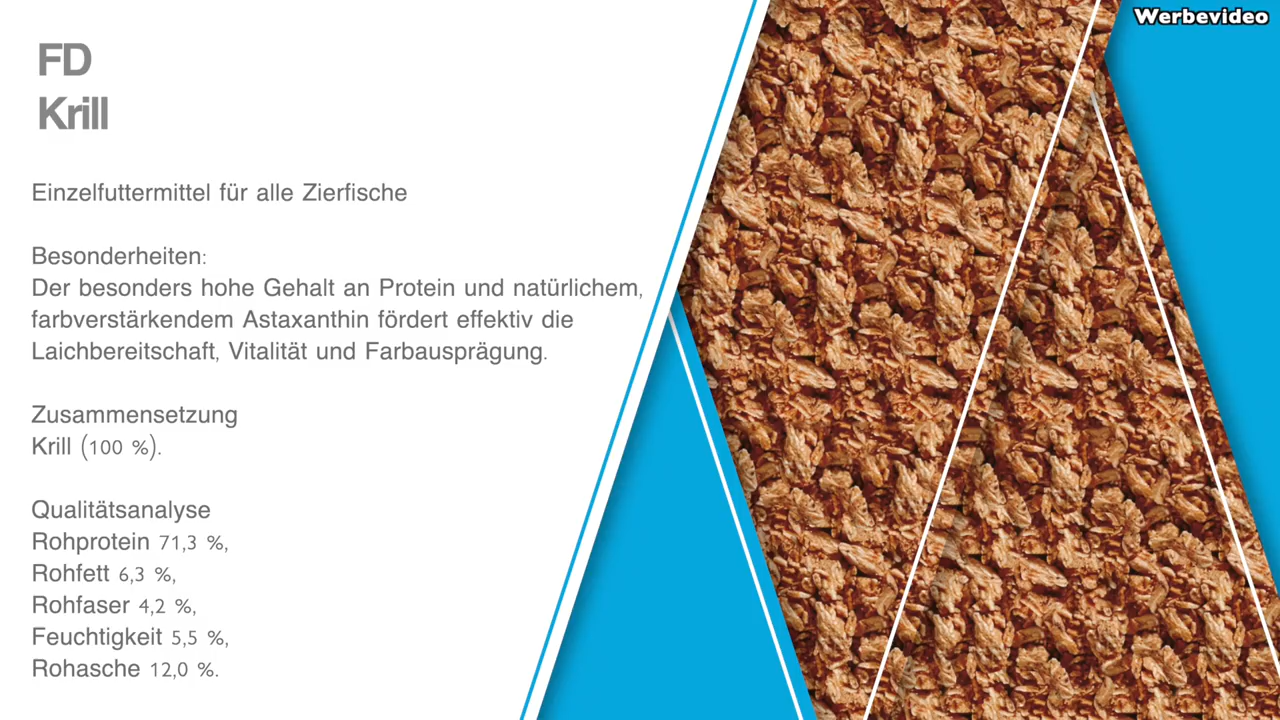 Werbevideo
FD
Krill
Einzelfuttermittel für alle Zierfische
Besonderheiten:
Der besonders hohe Gehalt an Protein und natürlichem,
farbverstärkendem Astaxanthin fördert effektiv die
Laichbereitschaft, Vitalität und Farbausprägung.
Zusammensetzung
Krill (100 %).
Qualitätsanalyse
Rohprotein 71,3 %,
Rohfett 6,3 %,
Rohfaser 4,2 %,
Feuchtigkeit 5,5 %,
Rohasche 12,0 %.